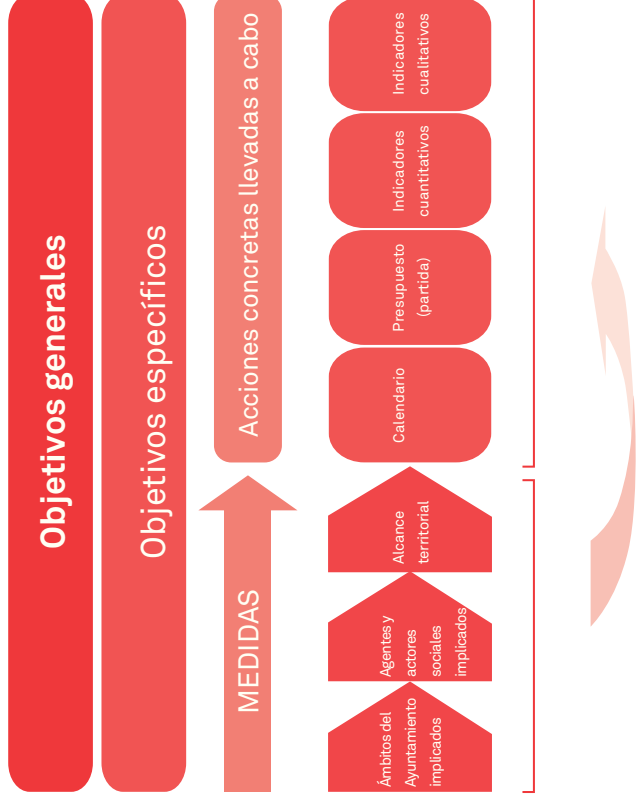 Objetivos generales
Objetivos específicos
MEDIDAS
Acciones concretas llevadas a cabo
Ámbitos del
Ayuntamiento
implicados
Agentes y
actores
sociales
implicados
Alcance
territorial
Calendario
Presupuesto
(partida)
Indicadores
cuantitativos
Indicadores
cualitativos